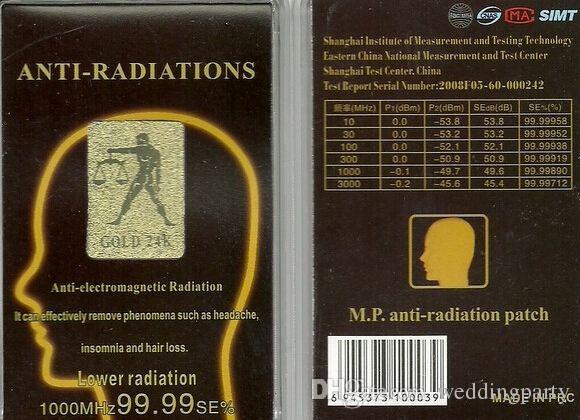 ANTI-RADIATIONS
GOLD 24K
Anti-electromagnetic Radiation
It can effectively remove phenomena such as headache,
insomnia and hair loss.
Lower radiation
1000MHz 99.99SE%
CNAS MA SIMT
Shanghai Institute of Measurement and Testing Technology
Eastern China National Measurement and Test Center
Shanghai Test Center, China
Test Report Serial Number:2008F05-60-000242
频率(MHz) P1(dBm) P2(dBm) SEdB(dB) SE%(%)
10 0.0 -53.8 53.8 99.99958
30 0.0 -53.2 53.2 99.99952
100 0.0 -52.1 52.1 99.99938
300 0.0 -50.9 50.9 99.99919
1000 -0.1 -49.7 49.6 99.99890
3000 -0.2 -45.6 45.4 99.99712
M.P. anti-radiation patch
6 945373 100039
MADE IN PRC
weddingparty